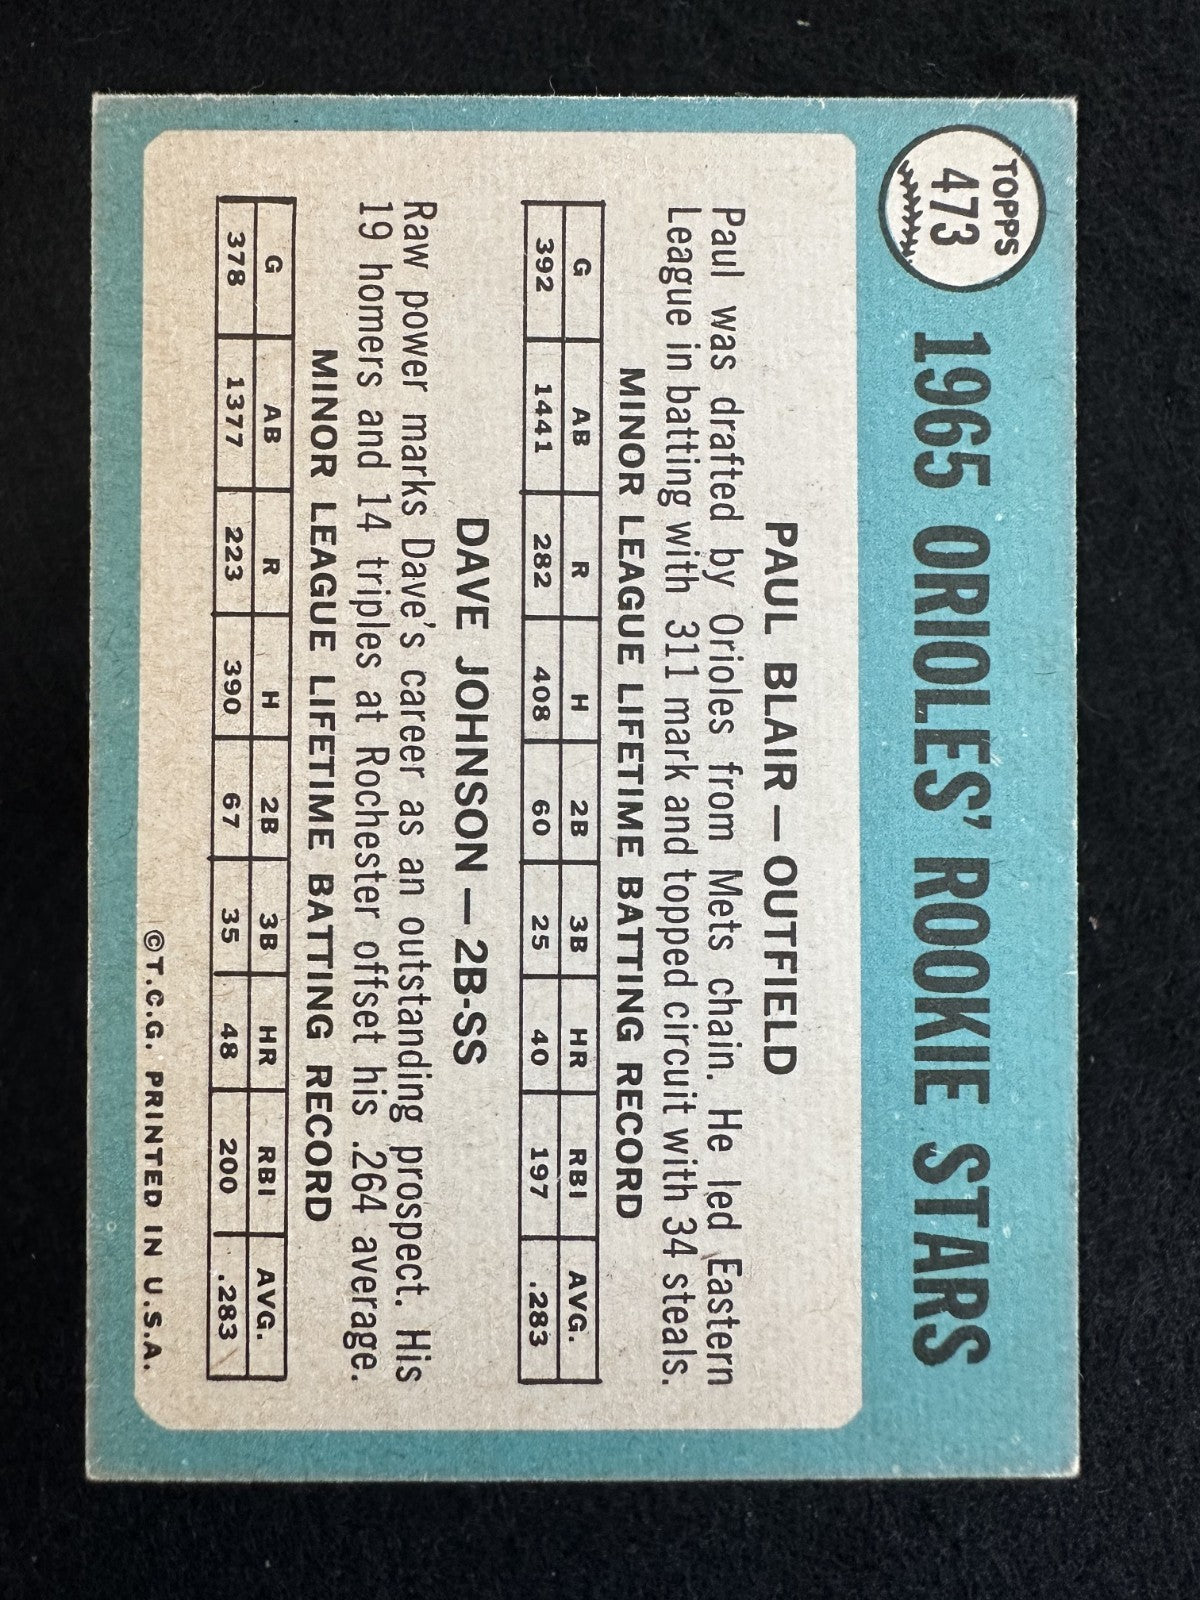 TOPPS
473
1965 ORIOLES' ROOKIE STARS
PAUL BLAIR — OUTFIELD
Paul was drafted by Orioles from Mets chain. He led Eastern
League in batting with 311 mark and topped circuit with 34 steals.
MINOR LEAGUE LIFETIME BATTING RECORD
G AB R H 2B 3B HR RBI AVG.
392 1441 282 408 60 25 40 197 .283
DAVE JOHNSON — 2B-SS
Raw power marks Dave's career as an outstanding prospect. His
19 homers and 14 triples at Rochester offset his .264 average.
MINOR LEAGUE LIFETIME BATTING RECORD
G AB R H 2B 3B HR RBI AVG.
378 1377 223 390 67 35 48 200 .283
©T.C.G. PRINTED IN U.S.A.